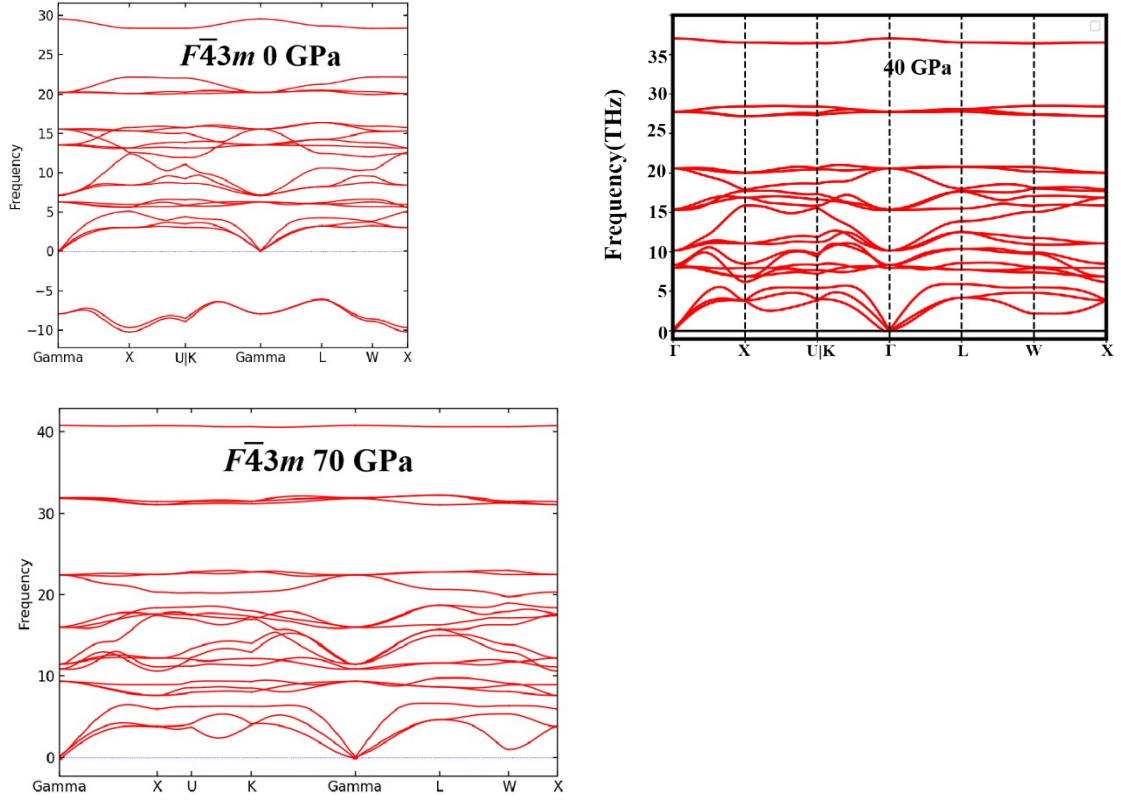 30
25
20
15
10
5
0
−5
−10
Frequency
F4̅3m 0 GPa
Gamma X U|K Gamma L W X
35
30
25
20
15
10
5
0
Frequency(THz)
40 GPa
Γ X U|K Γ L W X
40
30
20
10
0
Frequency
F4̅3m 70 GPa
Gamma X U K Gamma L W X